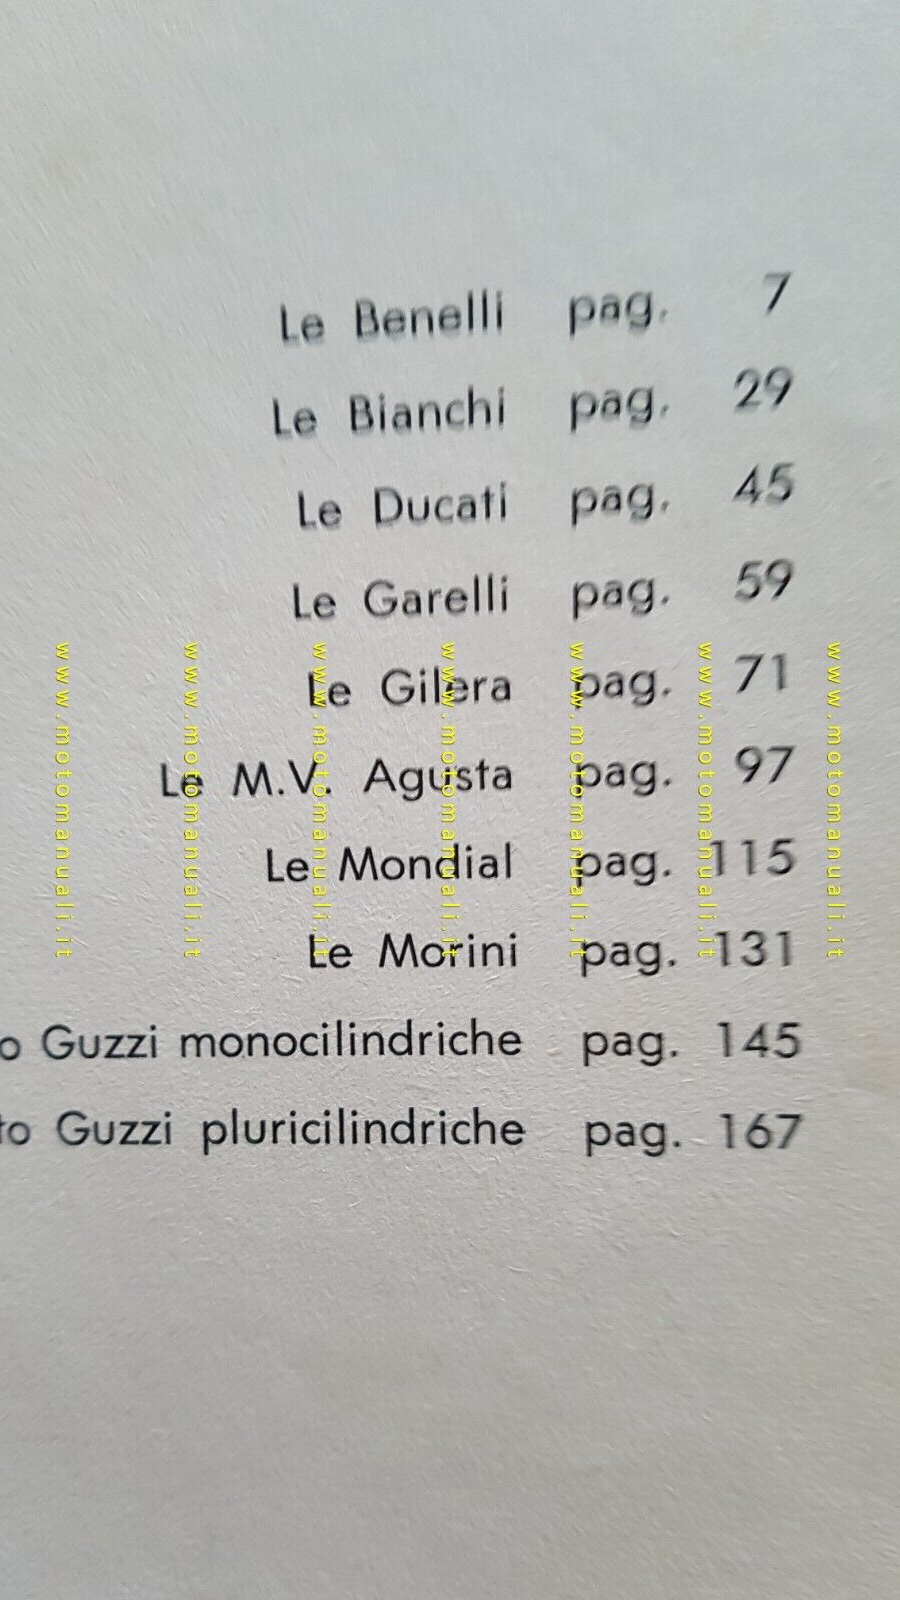 Le Benelli pag. 7
Le Bianchi pag. 29
Le Ducati pag. 45
Le Garelli pag. 59
Le Gilera pag. 71
Le M.V. Agusta pag. 97
Le Mondial pag. 115
Le Morini pag. 131
o Guzzi monocilindriche pag. 145
to Guzzi pluricilindriche pag. 167
www.motomanuali.it
www.motomanuali.it
www.motomanuali.it
www.motomanuali.it
www.motomanuali.it
www.motomanuali.it
www.motomanuali.it